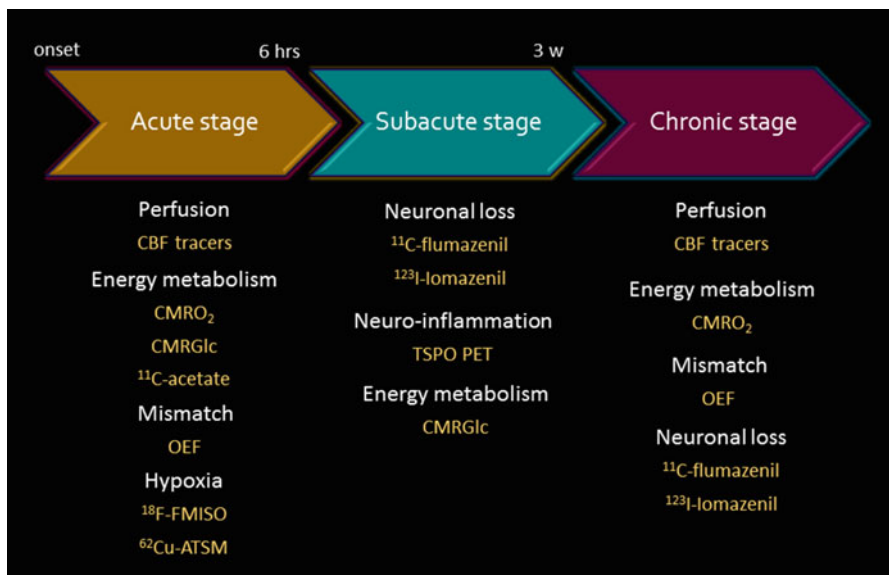 onset
6 hrs
3 w
Acute stage
Subacute stage
Chronic stage
Perfusion
CBF tracers
Energy metabolism
CMRO₂
CMRGlc
¹¹C-acetate
Mismatch
OEF
Hypoxia
¹⁸F-FMISO
⁶²Cu-ATSM
Neuronal loss
¹¹C-flumazenil
¹²³I-Iomazenil
Neuro-inflammation
TSPO PET
Energy metabolism
CMRGlc
Perfusion
CBF tracers
Energy metabolism
CMRO₂
Mismatch
OEF
Neuronal loss
¹¹C-flumazenil
¹²³I-Iomazenil